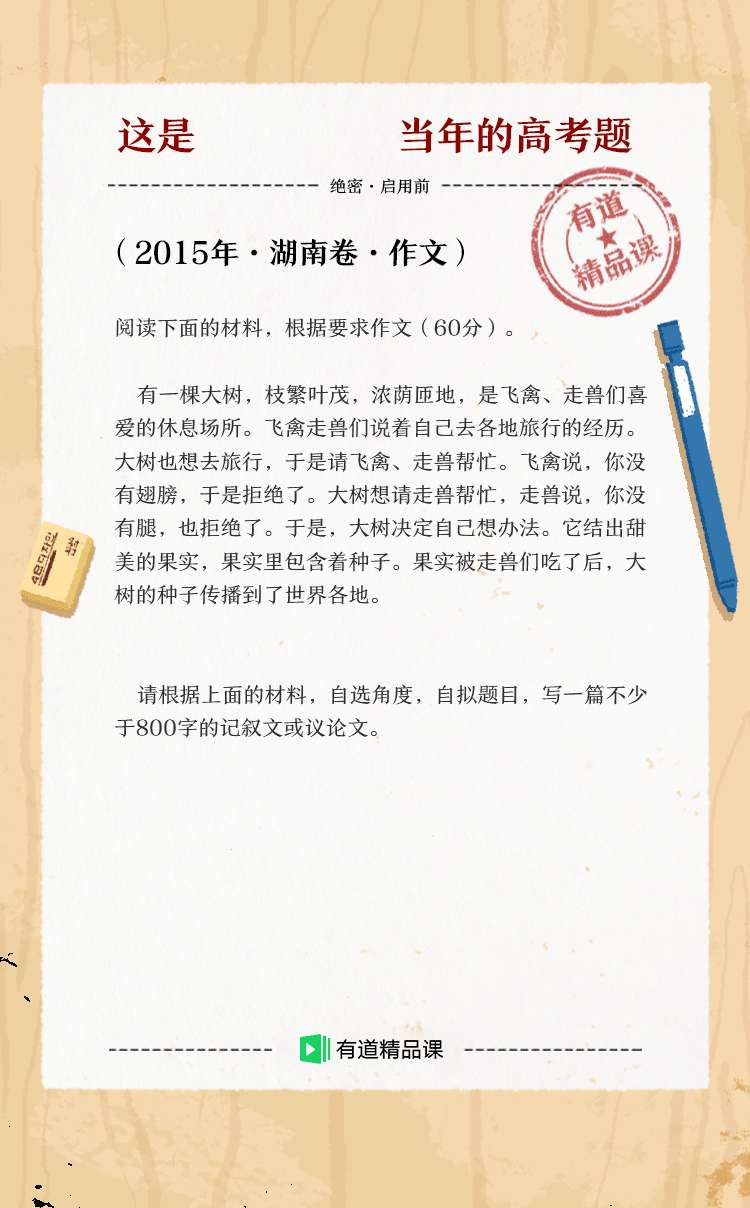 这是 当年的高考题
绝密·启用前
有道
精品课
（2015年·湖南卷·作文）
阅读下面的材料，根据要求作文（60分）。
有一棵大树，枝繁叶茂，浓荫匝地，是飞禽、走兽们喜
爱的休息场所。飞禽走兽们说着自己去各地旅行的经历。
大树也想去旅行，于是请飞禽、走兽帮忙。飞禽说，你没
有翅膀，于是拒绝了。大树想请走兽帮忙，走兽说，你没
有腿，也拒绝了。于是，大树决定自己想办法。它结出甜
美的果实，果实里包含着种子。果实被走兽们吃了后，大
树的种子传播到了世界各地。
请根据上面的材料，自选角度，自拟题目，写一篇不少
于800字的记叙文或议论文。
有道精品课